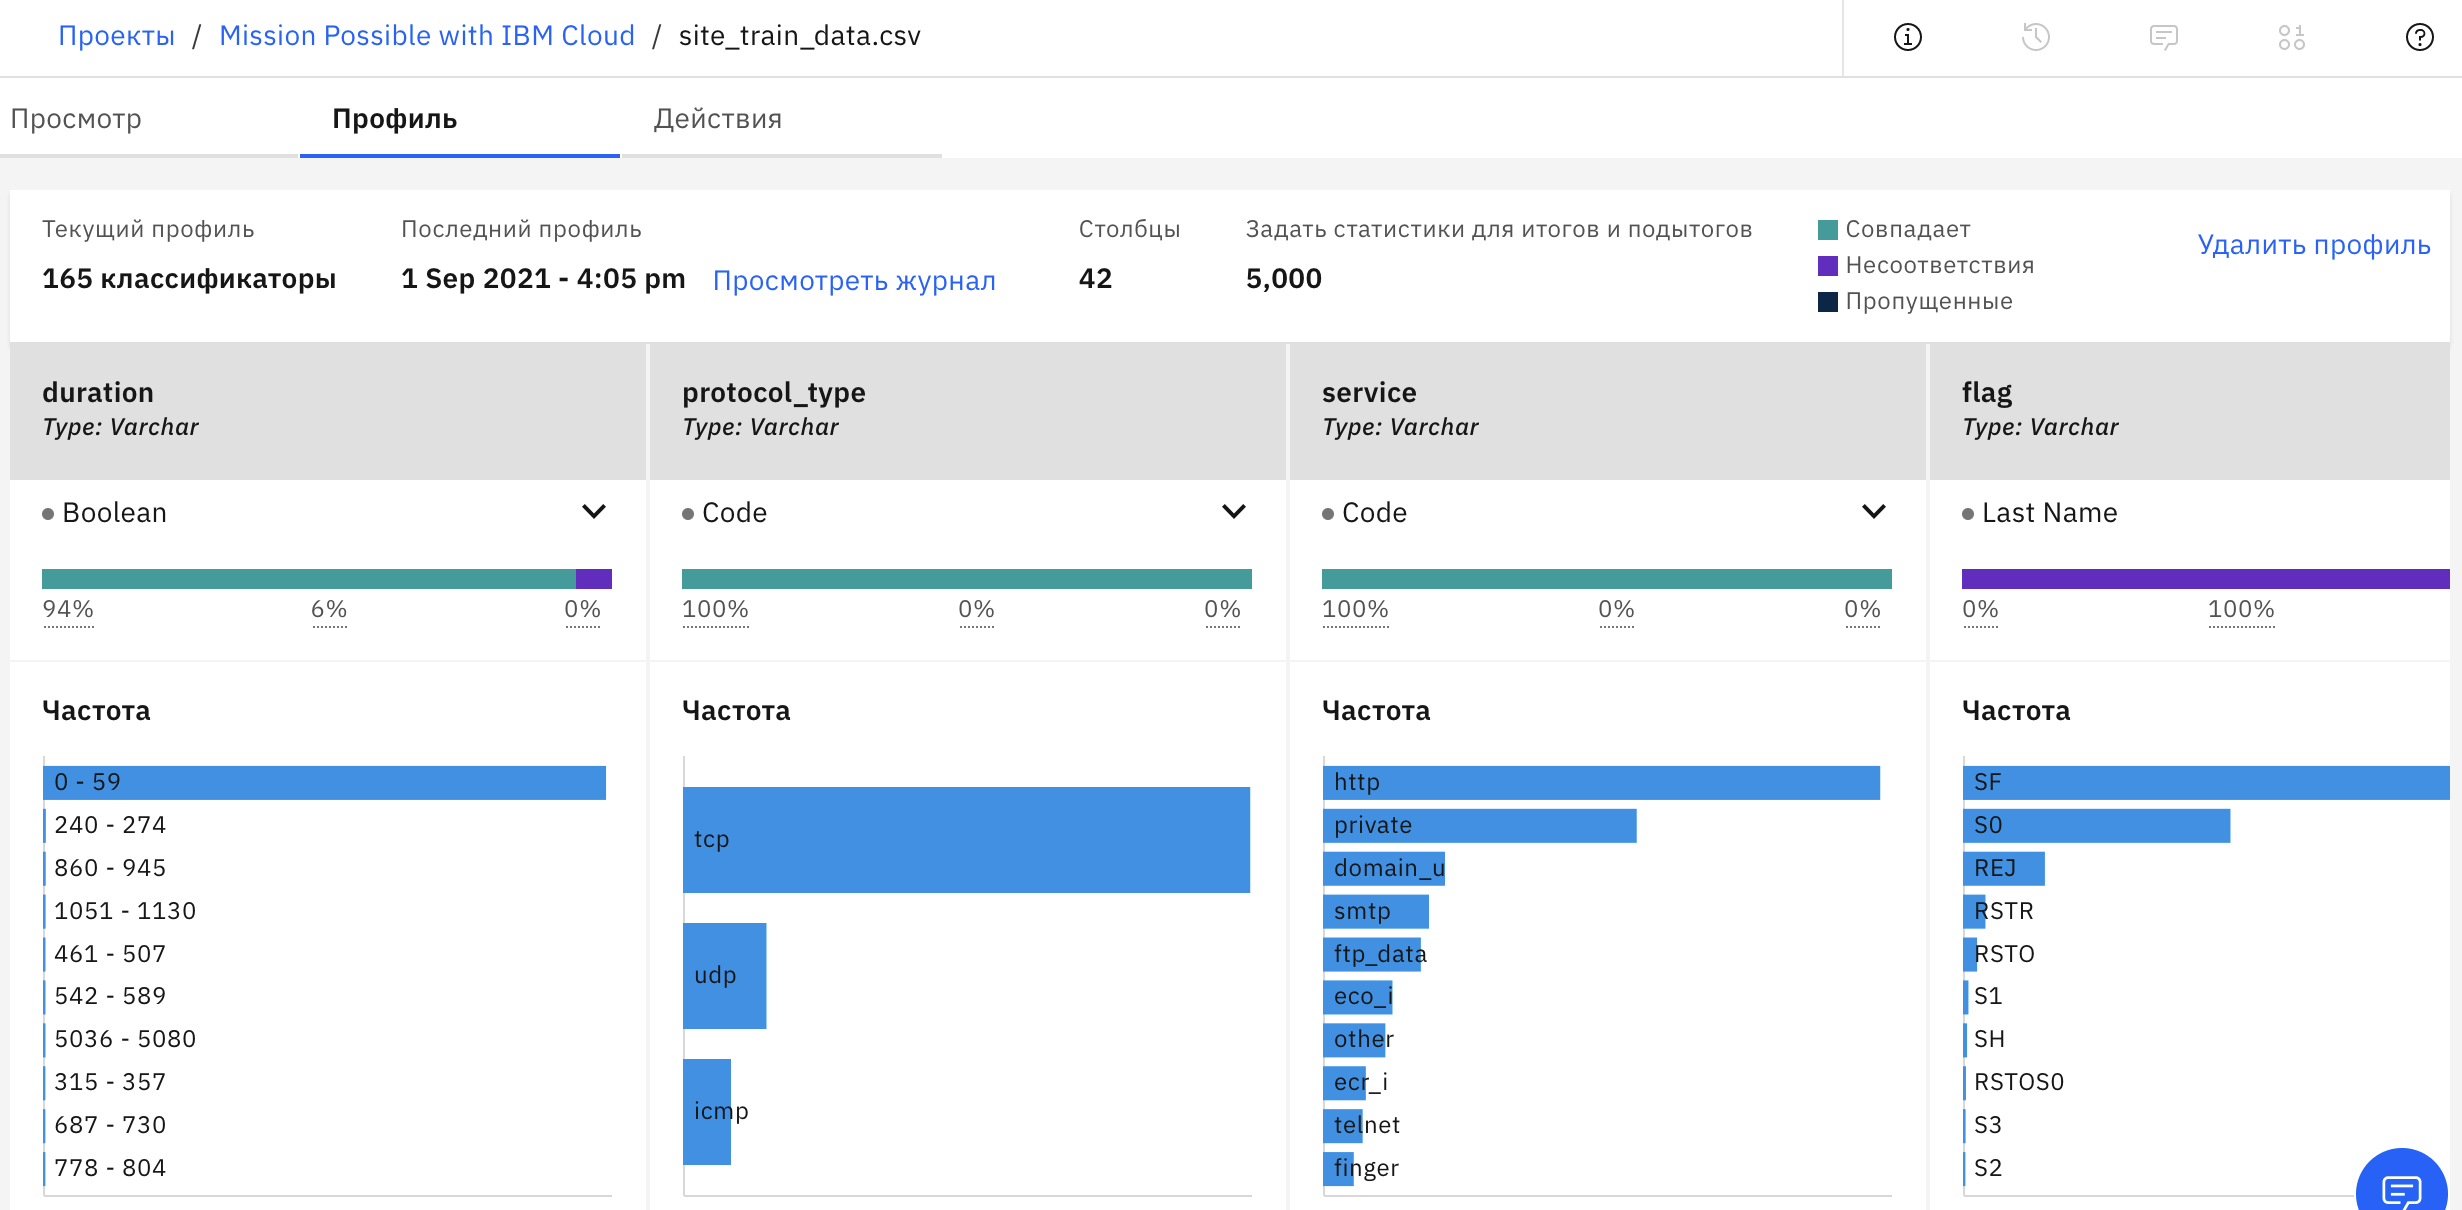 Проекты / Mission Possible with IBM Cloud / site_train_data.csv
Просмотр Профиль Действия
Текущий профиль
165 классификаторы
Последний профиль
1 Sep 2021 - 4:05 pm Просмотреть журнал
Столбцы
42
Задать статистики для итогов и подытогов
5,000
Совпадает
Несоответствия
Пропущенные
Удалить профиль
duration
Type: Varchar
Boolean
94% 6% 0%
Частота
0 - 59
240 - 274
860 - 945
1051 - 1130
461 - 507
542 - 589
5036 - 5080
315 - 357
687 - 730
778 - 804
protocol_type
Type: Varchar
Code
100% 0% 0%
Частота
tcp
udp
icmp
service
Type: Varchar
Code
100% 0% 0%
Частота
http
private
domain_u
smtp
ftp_data
eco_i
other
ecr_i
telnet
finger
flag
Type: Varchar
Last Name
0% 100%
Частота
SF
S0
REJ
RSTR
RSTO
S1
SH
RSTOS0
S3
S2